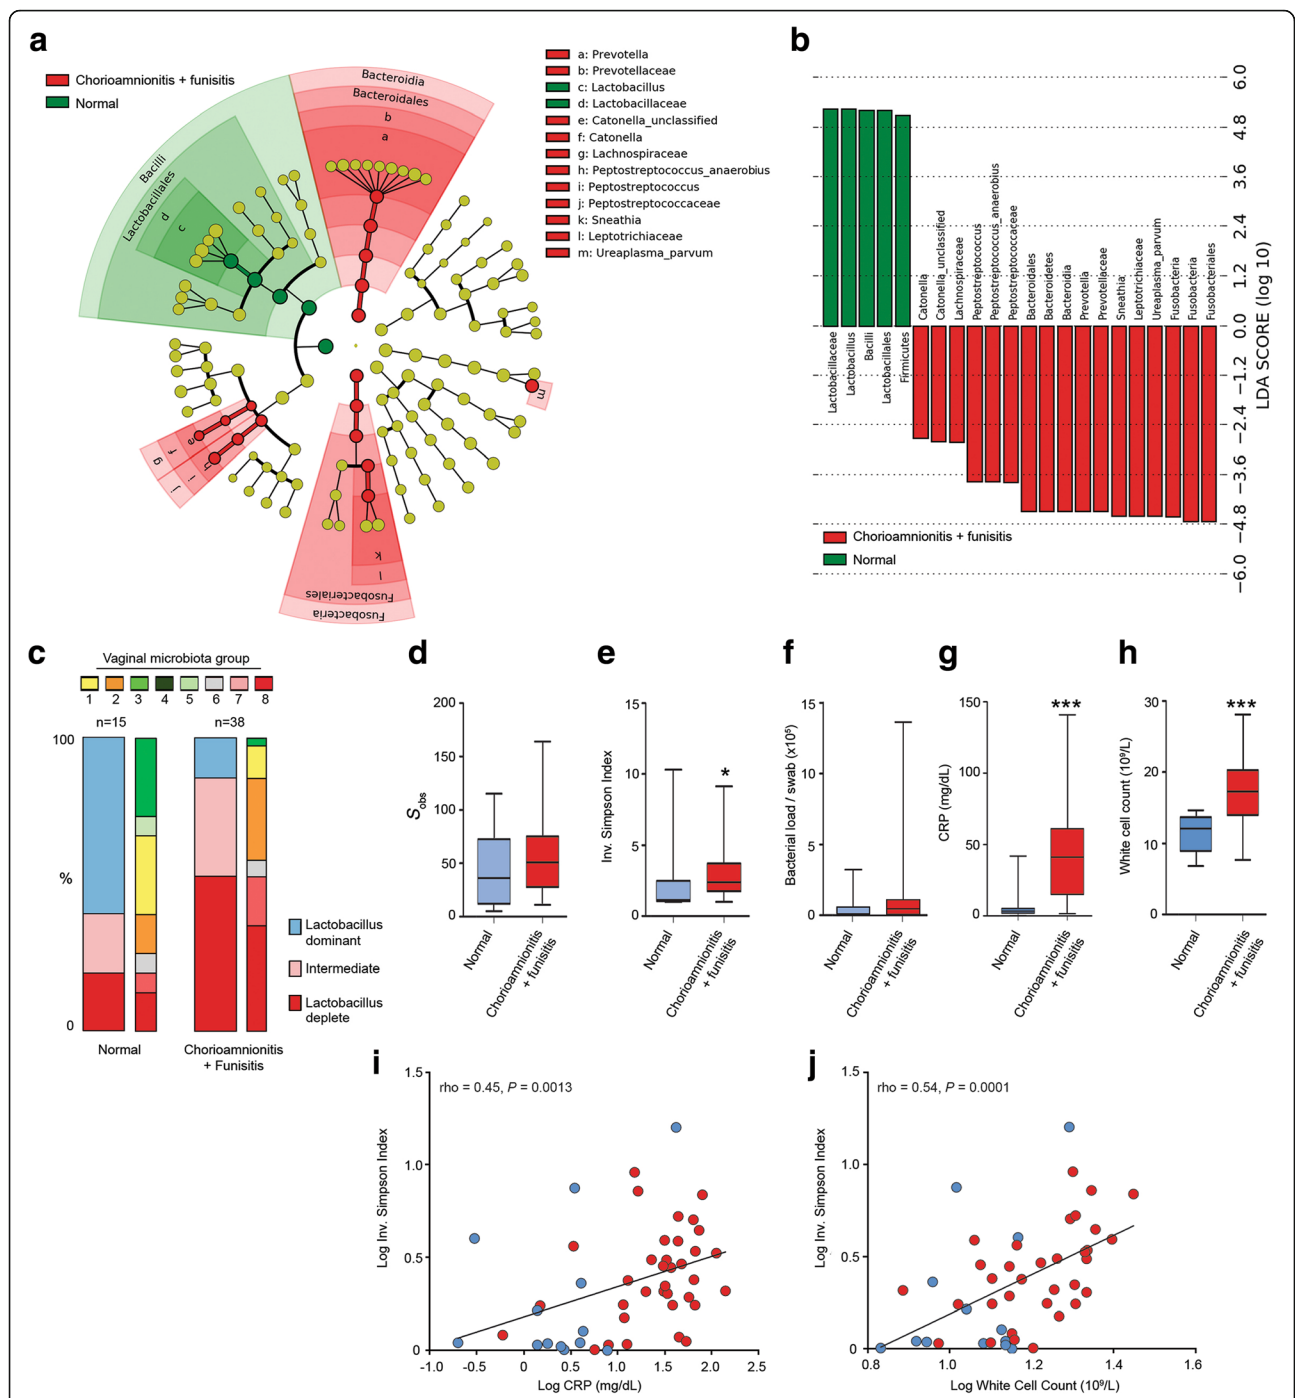 a
Chorioamnionitis + funisitis
Normal
Bacteroidia
Bacteroidales
b
a
Bacilli
Lactobacillales
d
c
e
f
g
h
i
j
k
l
Fusobacteriales
Fusobacteria
m
a: Prevotella
b: Prevotellaceae
c: Lactobacillus
d: Lactobacillaceae
e: Catonella_unclassified
f: Catonella
g: Lachnospiraceae
h: Peptostreptococcus_anaerobius
i: Peptostreptococcus
j: Peptostreptococcaceae
k: Sneathia
l: Leptotrichiaceae
m: Ureaplasma_parvum
b
Lactobacillaceae
Lactobacillus
Bacilli
Lactobacillales
Firmicutes
Catonella
Catonella_unclassified
Lachnospiraceae
Peptostreptococcus
Peptostreptococcus_anaerobius
Peptostreptococcaceae
Bacteroidales
Bacteroidetes
Bacteroidia
Prevotella
Prevotellaceae
Sneathia
Leptotrichiaceae
Ureaplasma_parvum
Fusobacteria
Fusobacteria
Fusobacteriales
6.0
4.8
3.6
2.4
1.2
0.0
−1.2
−2.4
−3.6
−4.8
−6.0
LDA SCORE (log 10)
Chorioamnionitis + funisitis
Normal
c
Vaginal microbiota group
1 2 3 4 5 6 7 8
n=15 n=38
100
%
0
Normal
Chorioamnionitis
+ Funisitis
Lactobacillus
dominant
Intermediate
Lactobacillus
deplete
d
Sobs
200
150
100
50
0
Normal
Chorioamnionitis
+ funisitis
e
Inv. Simpson Index
15
10
5
0
*
Normal
Chorioamnionitis
+ funisitis
f
Bacterial load / swab (x10⁵)
15
10
5
0
Normal
Chorioamnionitis
+ funisitis
g
CRP (mg/dL)
150
100
50
0
***
Normal
Chorioamnionitis
+ funisitis
h
White cell count (10⁹/L)
30
20
10
0
***
Normal
Chorioamnionitis
+ funisitis
i
rho = 0.45, P = 0.0013
Log Inv. Simpson Index
1.5
1.0
0.5
0
-1.0 -0.5 0 0.5 1.0 1.5 2.0 2.5
Log CRP (mg/dL)
j
rho = 0.54, P = 0.0001
Log Inv. Simpson Index
1.5
1.0
0.5
0
0.8 1.0 1.2 1.4 1.6
Log White Cell Count (10⁹/L)